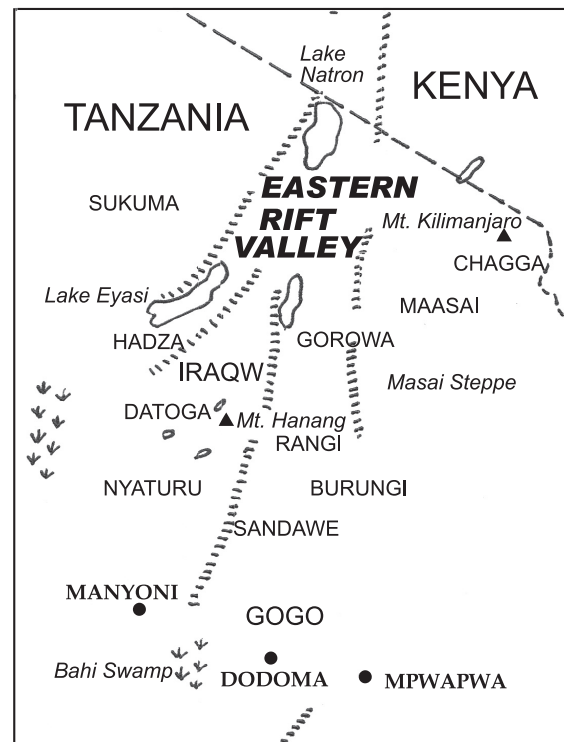 Lake
Natron
KENYA
TANZANIA
EASTERN
RIFT
VALLEY
SUKUMA
Mt. Kilimanjaro
CHAGGA
Lake Eyasi
MAASAI
HADZA
GOROWA
IRAQW
Masai Steppe
DATOGA
Mt. Hanang
RANGI
NYATURU
BURUNGI
SANDAWE
MANYONI
GOGO
Bahi Swamp
DODOMA
MPWAPWA